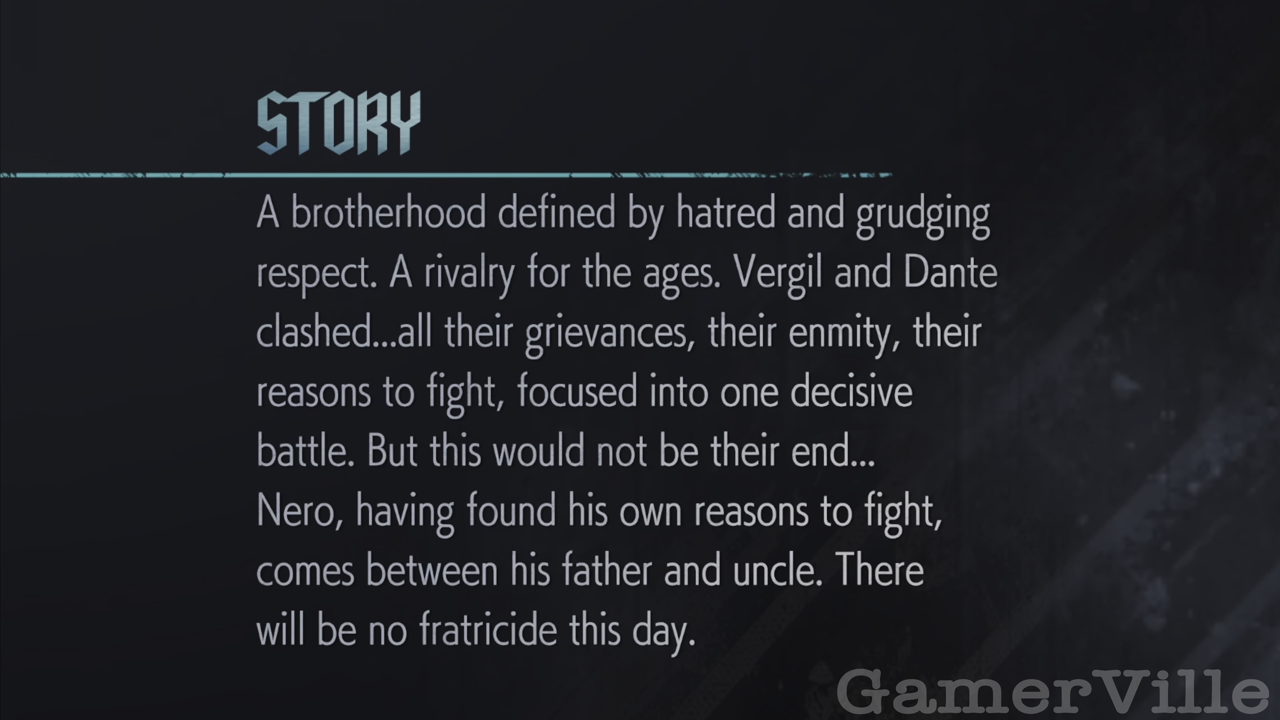 STORY
A brotherhood defined by hatred and grudging
respect. A rivalry for the ages. Vergil and Dante
clashed...all their grievances, their enmity, their
reasons to fight, focused into one decisive
battle. But this would not be their end...
Nero, having found his own reasons to fight,
comes between his father and uncle. There
will be no fratricide this day.
GamerVille